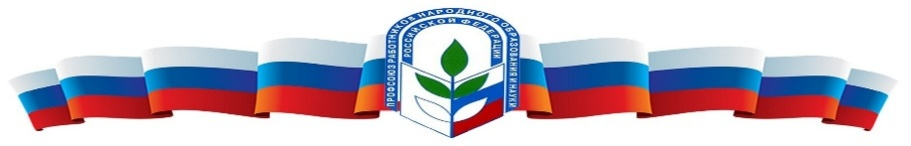 ПРОФСОЮЗ РАБОТНИКОВ НАРОДНОГО ОБРАЗОВАНИЯ И НАУКИ
РОССИЙСКОЙ ФЕДЕРАЦИИ